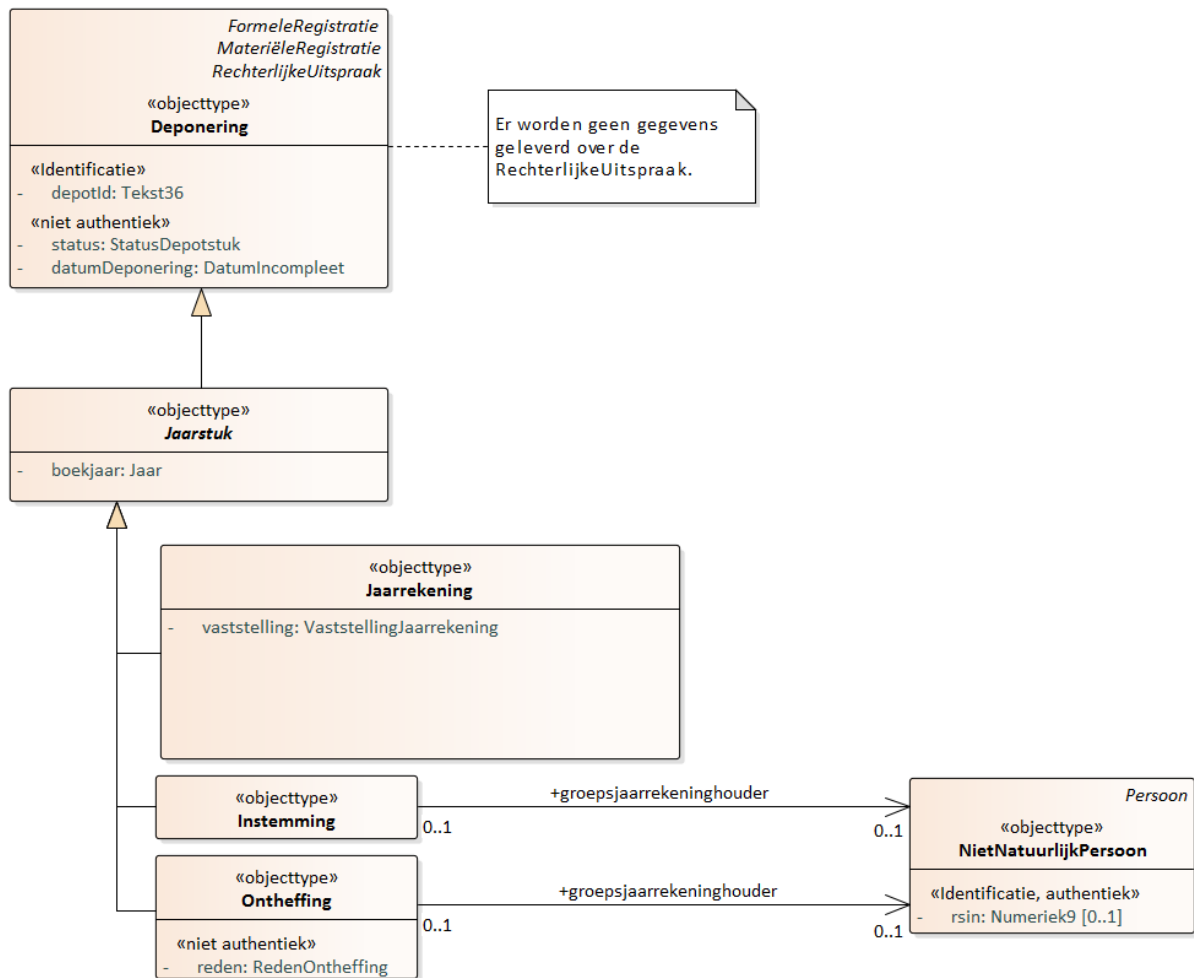 FormeleRegistratie
MateriëleRegistratie
RechterlijkeUitspraak
«objecttype»
Deponering
«Identificatie»
- depotId: Tekst36
«niet authentiek»
- status: StatusDepotstuk
- datumDeponering: DatumIncompleet
Er worden geen gegevens
geleverd over de
RechterlijkeUitspraak.
«objecttype»
Jaarstuk
- boekjaar: Jaar
«objecttype»
Jaarrekening
- vaststelling: VaststellingJaarrekening
«objecttype»
Instemming
+groepsjaarrekeninghouder
0..1
0..1
«objecttype»
Ontheffing
«niet authentiek»
- reden: RedenOntheffing
+groepsjaarrekeninghouder
0..1
0..1
Persoon
«objecttype»
NietNatuurlijkPersoon
«Identificatie, authentiek»
- rsin: Numeriek9 [0..1]